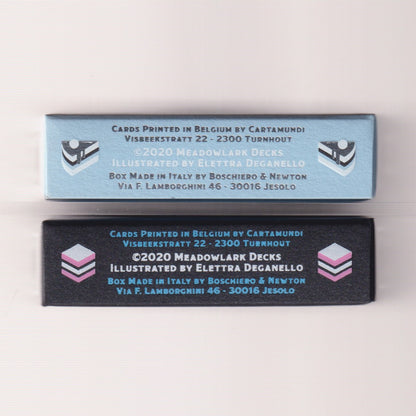 Cards Printed in Belgium by Cartamundi
Visbeekstratt 22 - 2300 Turnhout
©2020 Meadowlark Decks
Illustrated by Elettra Deganello
Box Made in Italy by Boschiero & Newton
Via F. Lamborghini 46 - 30016 Jesolo
Cards Printed in Belgium by Cartamundi
Visbeekstratt 22 - 2300 Turnhout
©2020 Meadowlark Decks
Illustrated by Elettra Deganello
Box Made in Italy by Boschiero & Newton
Via F. Lamborghini 46 - 30016 Jesolo